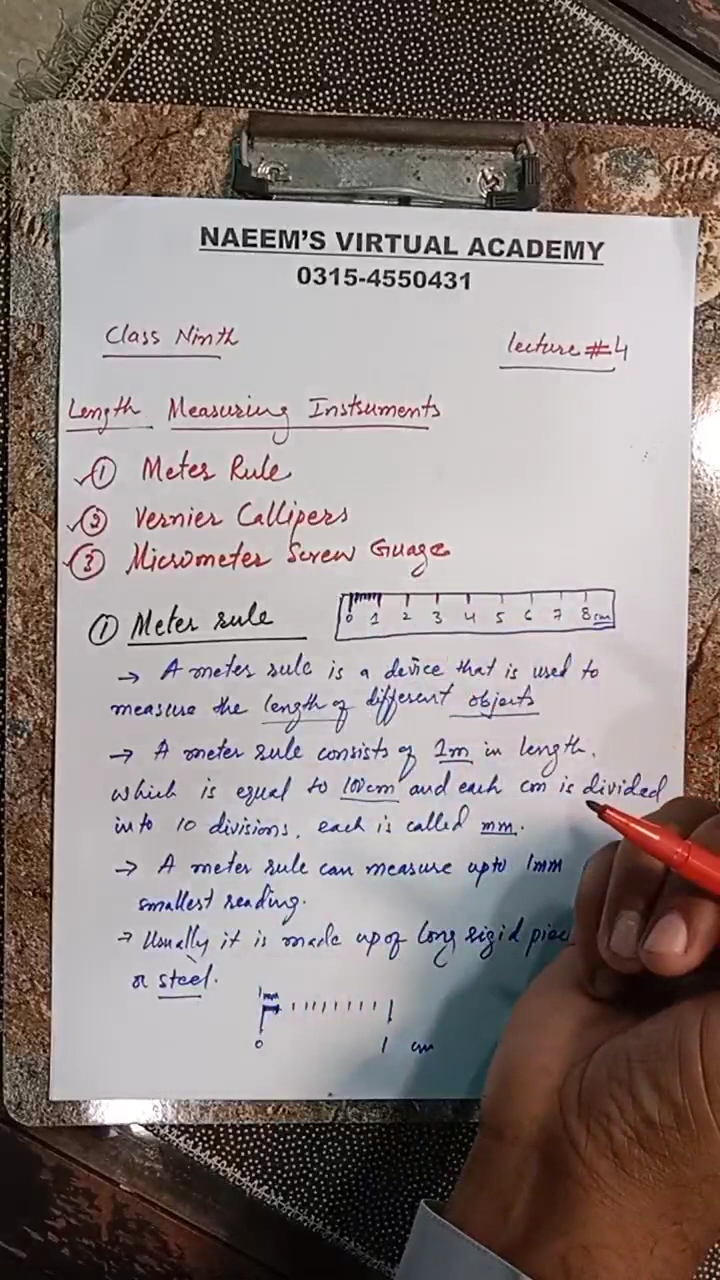 NAEEM'S VIRTUAL ACADEMY
0315-4550431
Class Ninth
lecture #4
Length Measuring Instuments
① Meter Rule
② Vernier Callipers
③ Micrometer Screw Guage
① Meter rule
0 1 2 3 4 5 6 7 8 cm
→ A meter rule is a device that is used to
measure the length of different objects
→ A meter rule consists of 1m in length,
which is equal to 100cm and each cm is divided
into 10 divisions, each is called mm.
→ A meter rule can measure upto 1mm
smallest reading.
→ Usually it is made up of long rigid piec
or steel.
1mm
0 1 cm